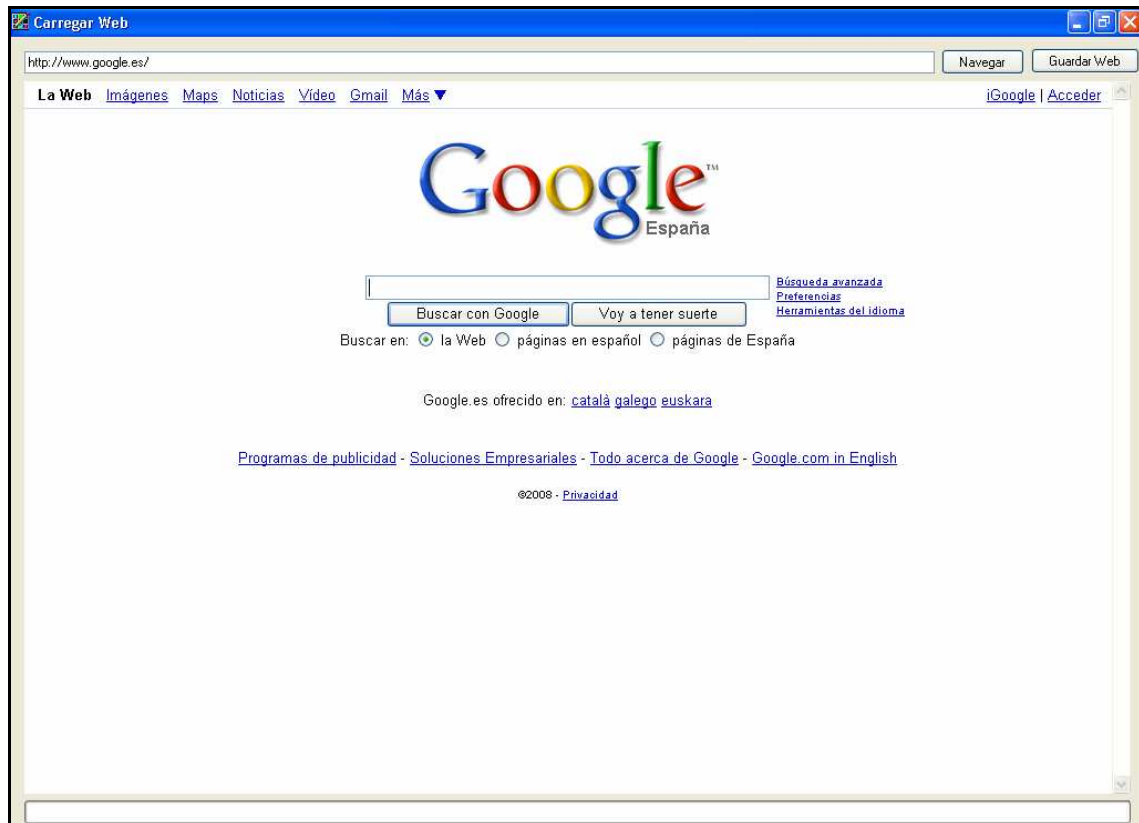 Carregar Web
http://www.google.es/ Navegar Guardar Web
La Web Imágenes Maps Noticias Vídeo Gmail Más ▼ iGoogle | Acceder
Google™
España
Búsqueda avanzada
Preferencias
Buscar con Google Voy a tener suerte Herramientas del idioma
Buscar en: la Web páginas en español páginas de España
Google.es ofrecido en: català galego euskara
Programas de publicidad - Soluciones Empresariales - Todo acerca de Google - Google.com in English
©2008 - Privacidad